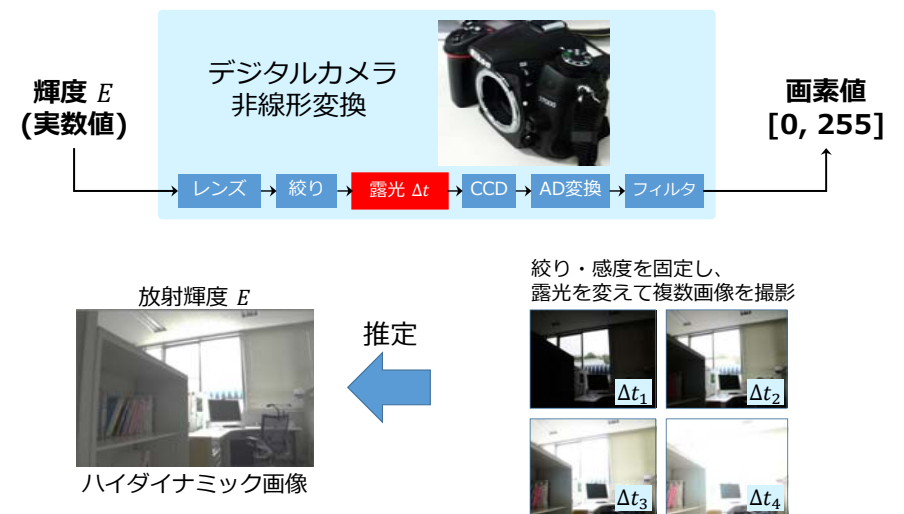 デジタルカメラ
非線形変換
輝度 E
(実数値)
画素値
[0, 255]
レンズ
絞り
露光 Δt
CCD
AD変換
フィルタ
絞り・感度を固定し、
露光を変えて複数画像を撮影
放射輝度 E
推定
Δt₁
Δt₂
Δt₃
Δt₄
ハイダイナミック画像